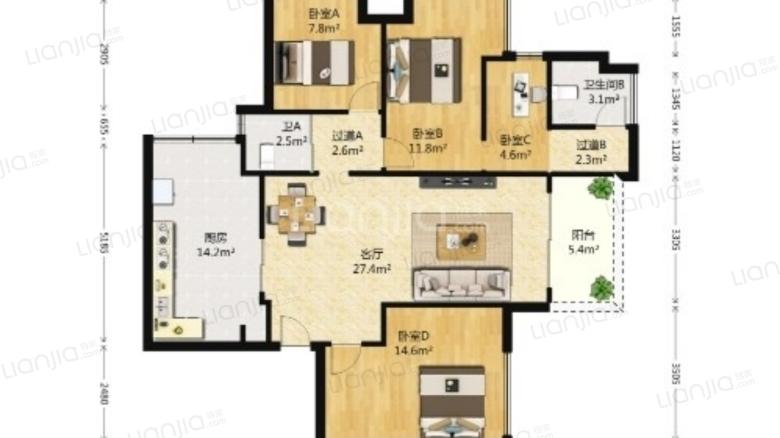 卧室A
7.8m²
卧室B
11.8m²
卧室C
4.6m²
卫生间B
3.1m²
卫A
2.5m²
过道A
2.6m²
过道B
2.3m²
厨房
14.2m²
客厅
27.4m²
阳台
5.4m²
卧室D
14.6m²
2905
635
5185
2480
1555
1345
1120
3305
3505
Lianjia.链家